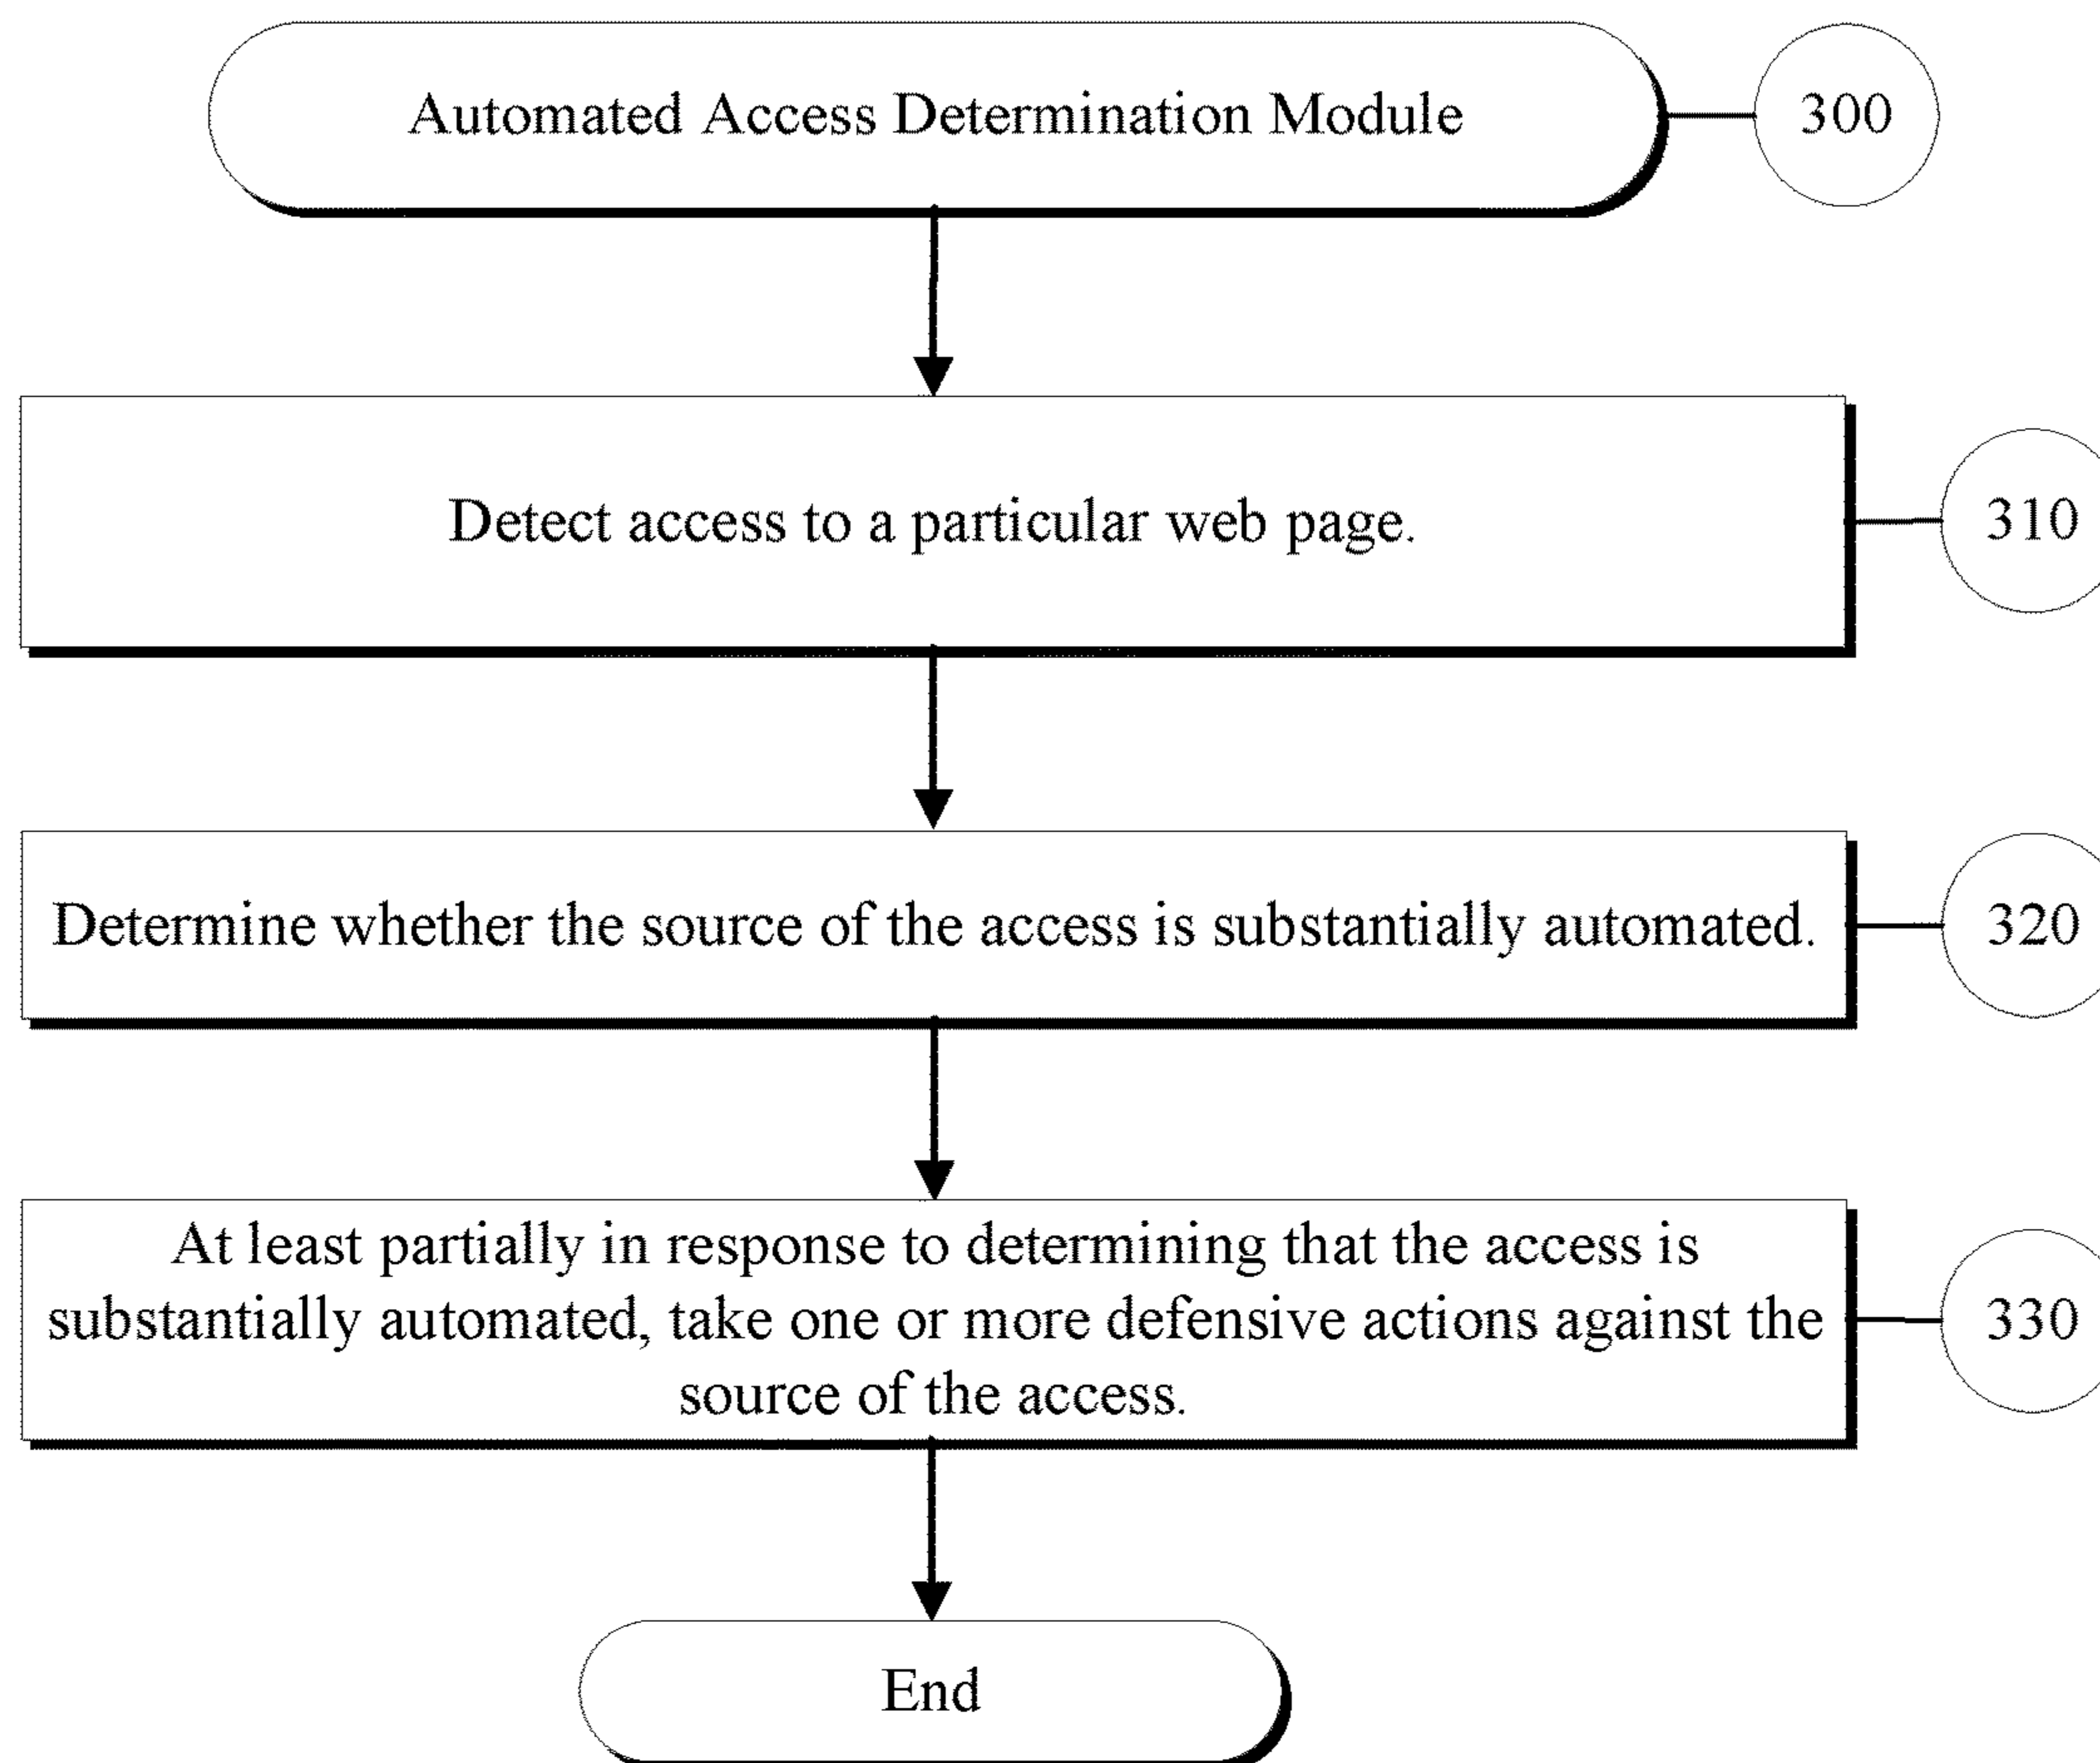 Automated Access Determination Module
300
Detect access to a particular web page.
310
Determine whether the source of the access is substantially automated.
320
At least partially in response to determining that the access is
substantially automated, take one or more defensive actions against the
source of the access.
330
End